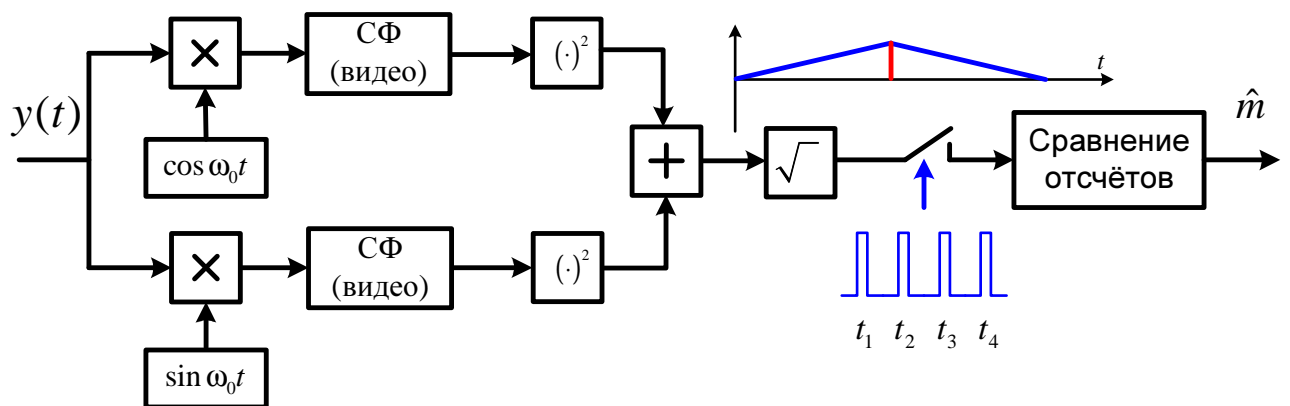 СФ
(видео)
(·)²
t
y(t)
cos ω₀t
+
√
Сравнение
отсчётов
m̂
СФ
(видео)
(·)²
sin ω₀t
t₁ t₂ t₃ t₄